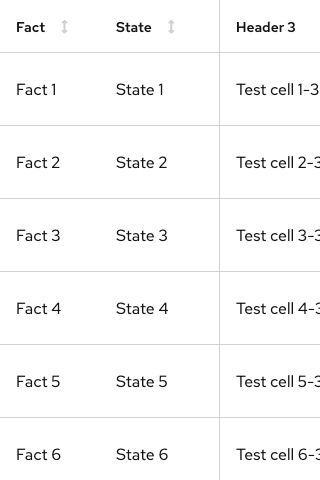 Fact State Header 3
Fact 1 State 1 Test cell 1-3
Fact 2 State 2 Test cell 2-3
Fact 3 State 3 Test cell 3-3
Fact 4 State 4 Test cell 4-3
Fact 5 State 5 Test cell 5-3
Fact 6 State 6 Test cell 6-3